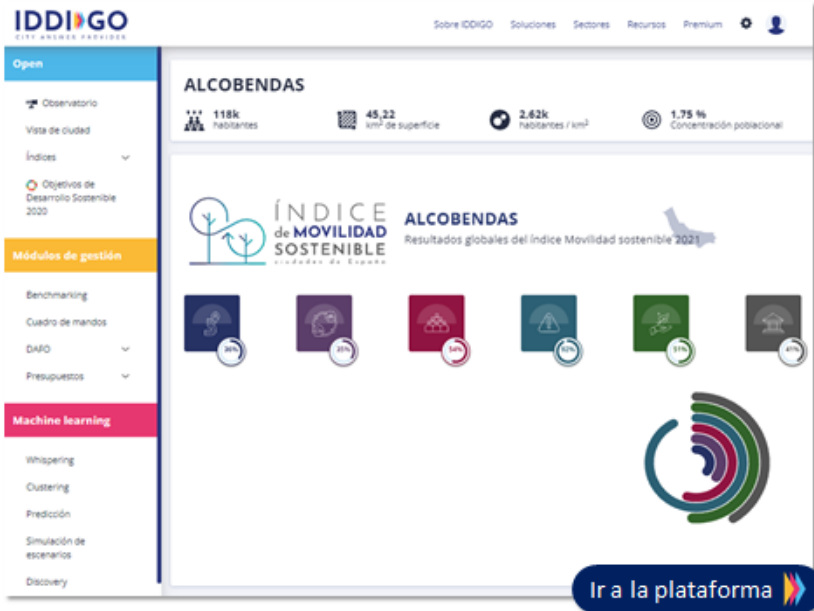 IDDIGO
CITY ANSWER PROVIDER
Sobre IDDIGO Soluciones Sectores Recursos Premium
Open
Observatorio
Vista de ciudad
Índices
Objetivos de
Desarrollo Sostenible
2020
Módulos de gestión
Benchmarking
Cuadro de mandos
DAFO
Presupuestos
Machine learning
Whispering
Clustering
Predicción
Simulación de
escenarios
Discovery
ALCOBENDAS
118k
habitantes
45,22
km² de superficie
2.62k
habitantes / km²
1.75 %
Concentración poblacional
ÍNDICE
de MOVILIDAD
SOSTENIBLE
ciudades de España
ALCOBENDAS
Resultados globales del índice Movilidad sostenible 2021
36% 35% 54% 92% 51% 41%
Ir a la plataforma